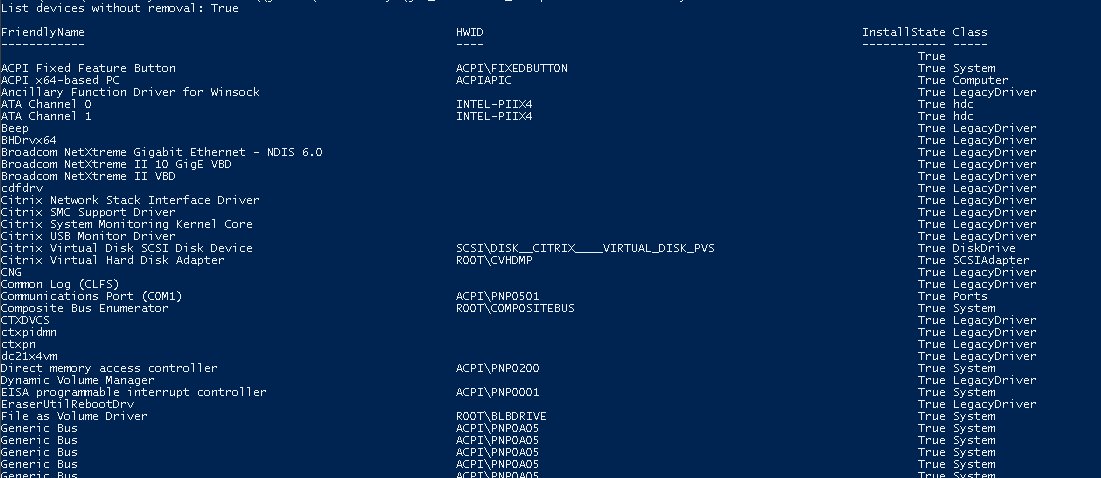 List devices without removal: True
FriendlyName HWID InstallState Class
------------ ---- ------------ -----
True
ACPI Fixed Feature Button ACPI\FIXEDBUTTON True System
ACPI x64-based PC ACPIAPIC True Computer
Ancillary Function Driver for Winsock True LegacyDriver
ATA Channel 0 INTEL-PIIX4 True hdc
ATA Channel 1 INTEL-PIIX4 True hdc
Beep True LegacyDriver
BHDrvx64 True LegacyDriver
Broadcom NetXtreme Gigabit Ethernet - NDIS 6.0 True LegacyDriver
Broadcom NetXtreme II 10 GigE VBD True LegacyDriver
Broadcom NetXtreme II VBD True LegacyDriver
cdfdrv True LegacyDriver
Citrix Network Stack Interface Driver True LegacyDriver
Citrix SMC Support Driver True LegacyDriver
Citrix System Monitoring Kernel Core True LegacyDriver
Citrix USB Monitor Driver True LegacyDriver
Citrix Virtual Disk SCSI Disk Device SCSI\DISK__CITRIX____VIRTUAL_DISK_PVS True DiskDrive
Citrix Virtual Hard Disk Adapter ROOT\CVHDMP True SCSIAdapter
CNG True LegacyDriver
Common Log (CLFS) True LegacyDriver
Communications Port (COM1) ACPI\PNP0501 True Ports
Composite Bus Enumerator ROOT\COMPOSITEBUS True System
CTXDVCS True LegacyDriver
ctxpidmn True LegacyDriver
ctxpn True LegacyDriver
dc21x4vm True LegacyDriver
Direct memory access controller ACPI\PNP0200 True System
Dynamic Volume Manager True LegacyDriver
EISA programmable interrupt controller ACPI\PNP0001 True System
EraserUtilRebootDrv True LegacyDriver
File as Volume Driver ROOT\BLBDRIVE True System
Generic Bus ACPI\PNP0A05 True System
Generic Bus ACPI\PNP0A05 True System
Generic Bus ACPI\PNP0A05 True System
Generic Bus ACPI\PNP0A05 True System
Generic Bus ACPI\PNP0A05 True System